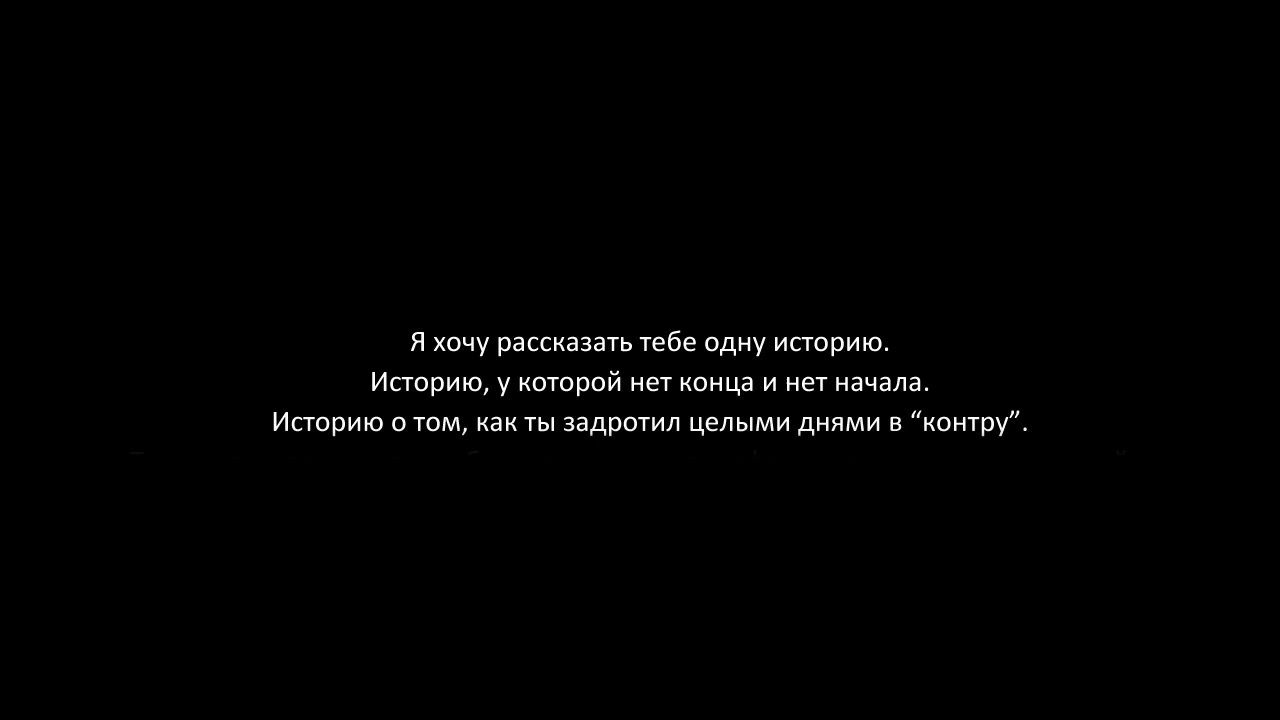 Я хочу рассказать тебе одну историю.
Историю, у которой нет конца и нет начала.
Историю о том, как ты задротил целыми днями в “контру”.